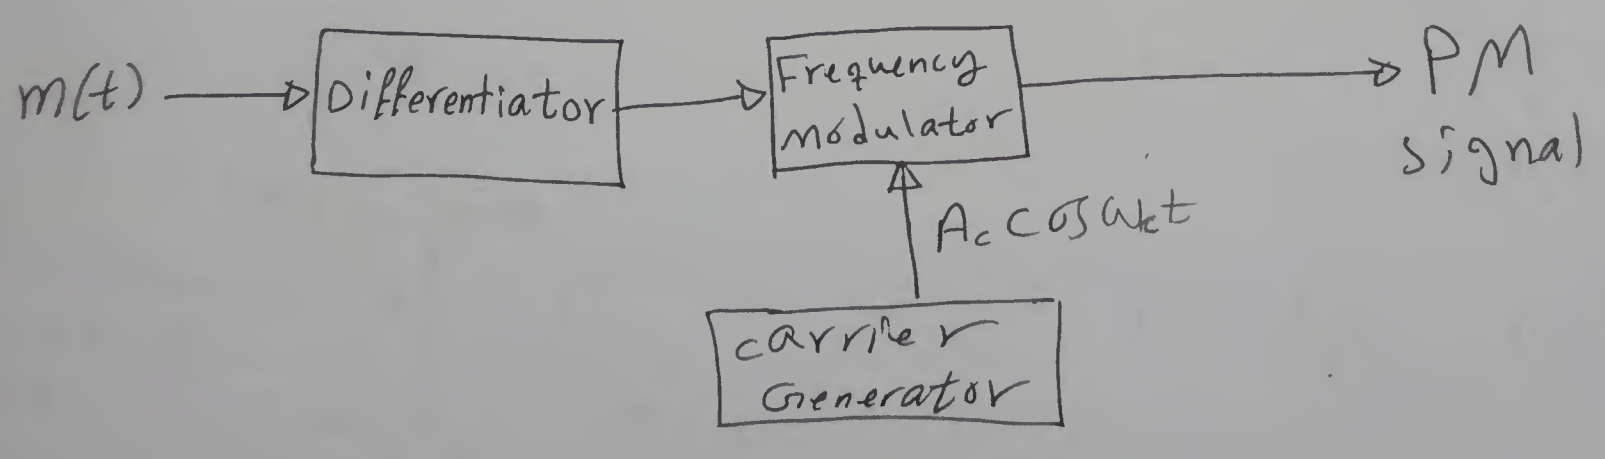 m(t)
Differentiator
Frequency
modulator
PM
signal
Ac cos ωct
carrier
Generator